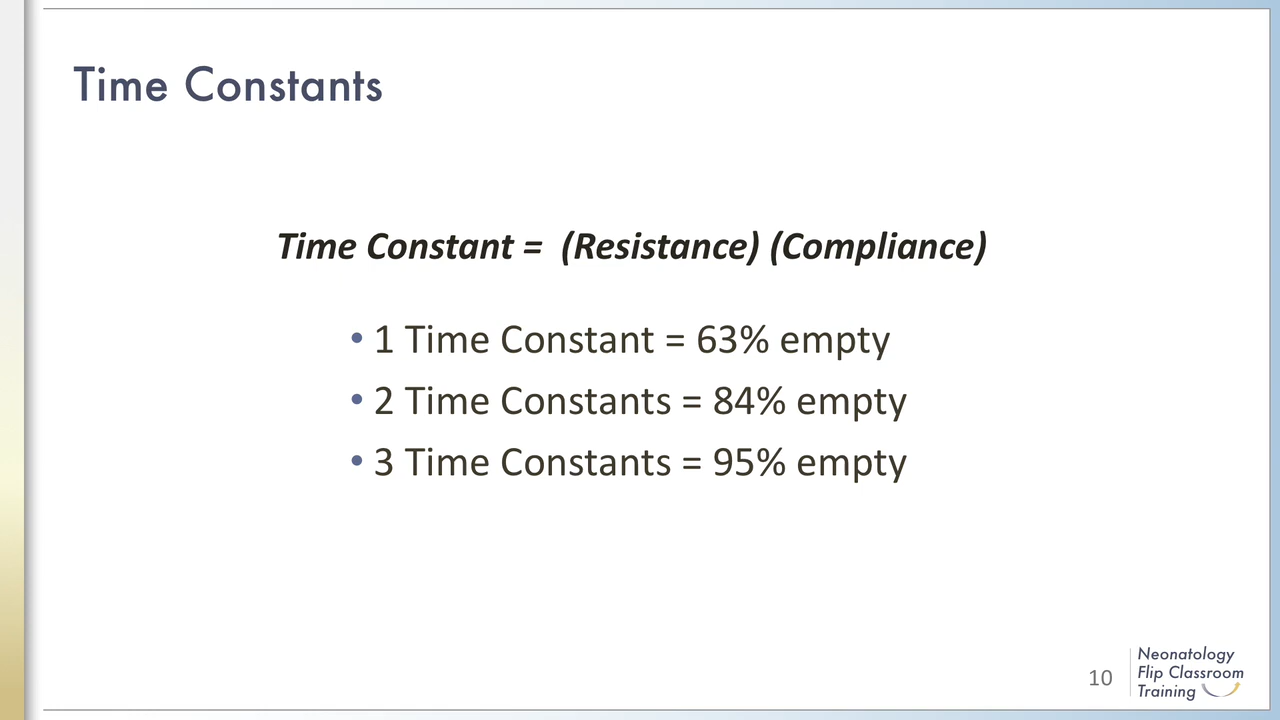 Time Constants
Time Constant = (Resistance) (Compliance)
• 1 Time Constant = 63% empty
• 2 Time Constants = 84% empty
• 3 Time Constants = 95% empty
10
Neonatology
Flip Classroom
Training